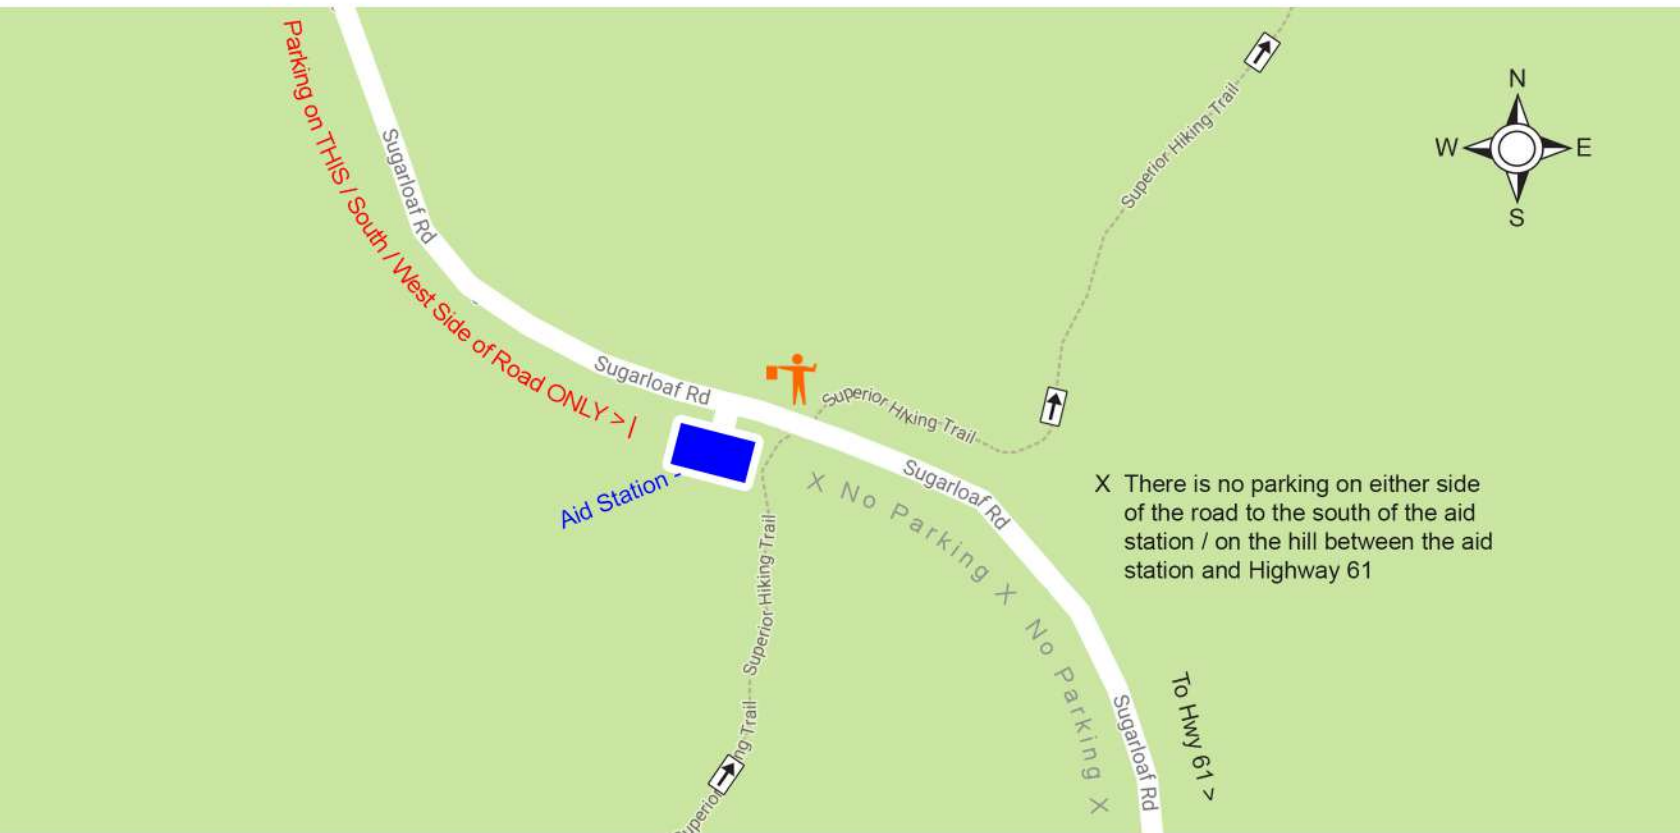 Parking on THIS / South / West Side of Road ONLY > |
Sugarloaf Rd
Superior Hiking Trail
N
W
E
S
Sugarloaf Rd
Superior Hiking Trail
Aid Station -
Sugarloaf Rd
X No Parking X No Parking X
X There is no parking on either side
of the road to the south of the aid
station / on the hill between the aid
station and Highway 61
Superior Hiking Trail
To Hwy 61 >
Sugarloaf Rd
ng Trail
Superio